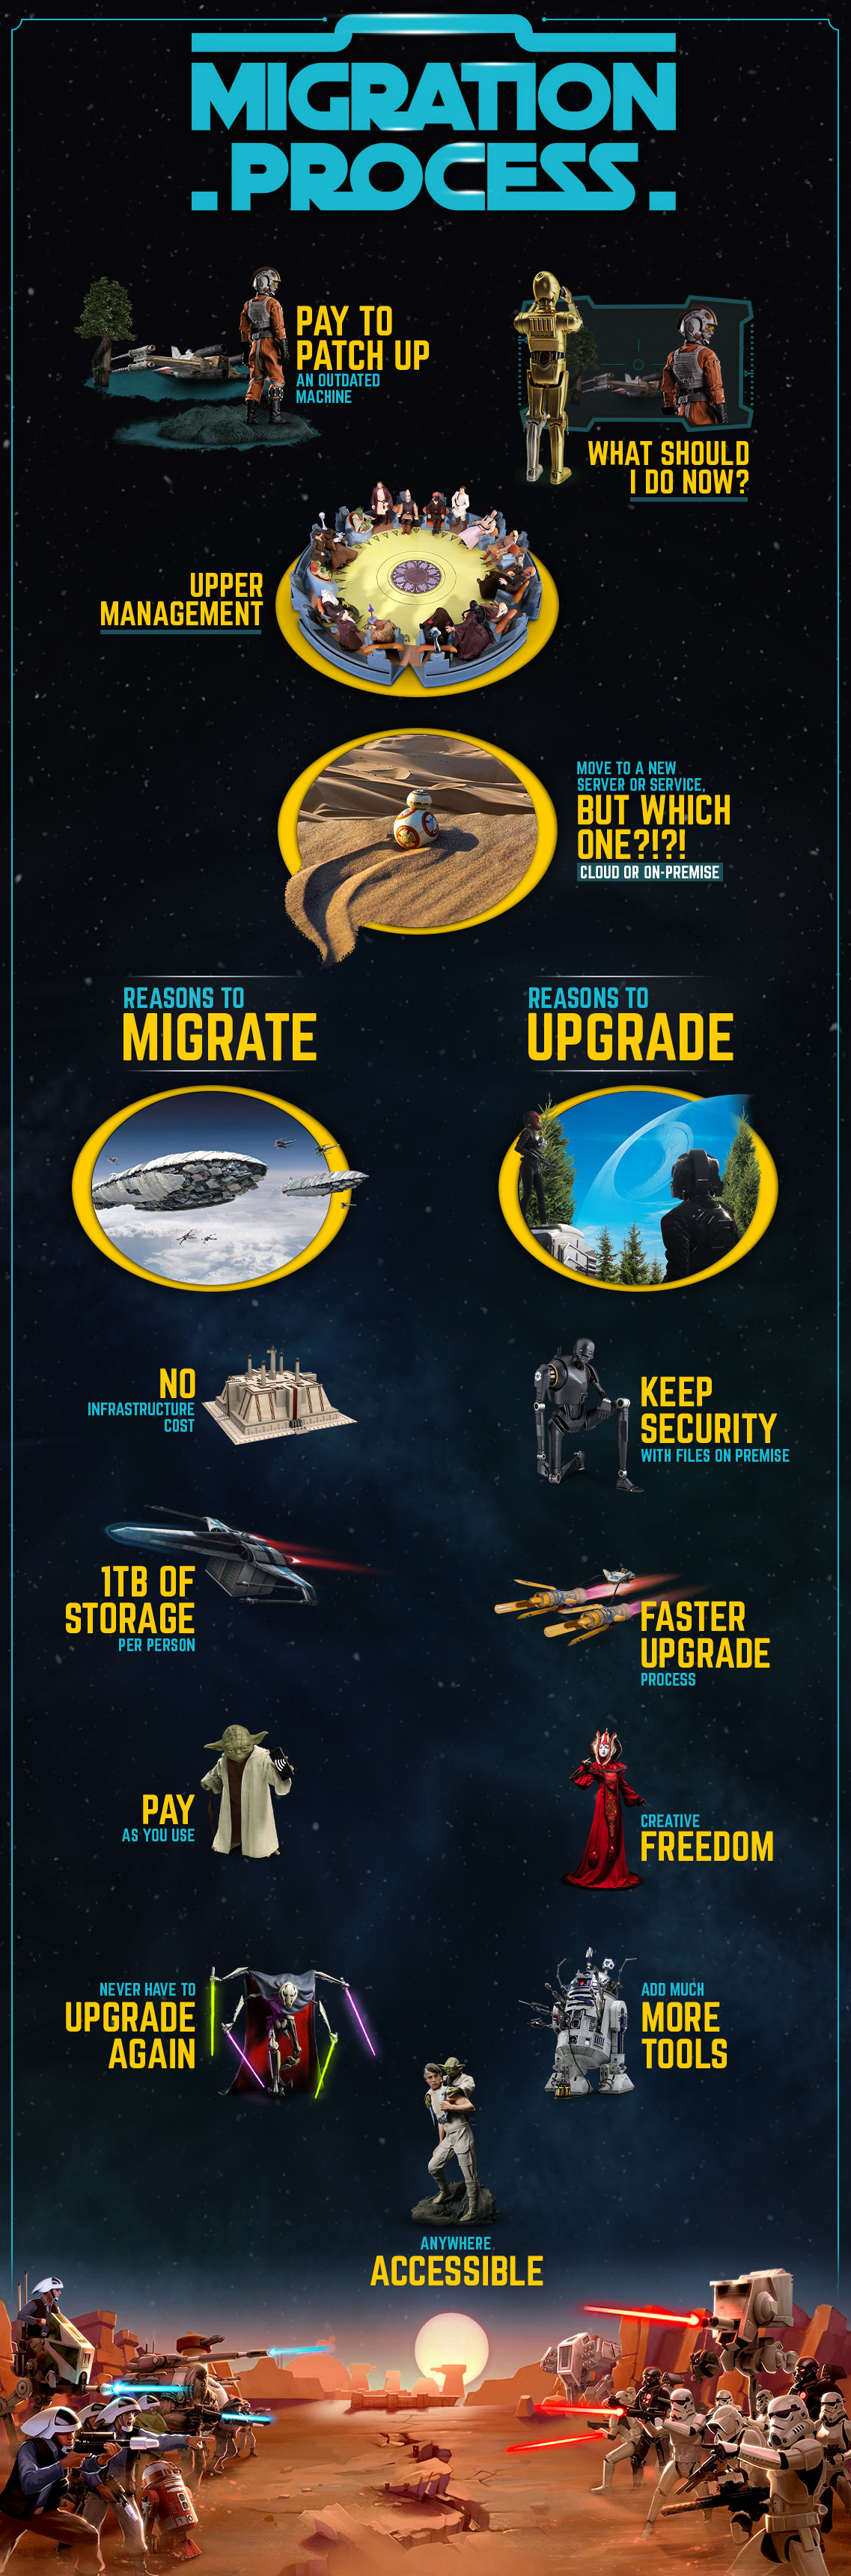 MIGRATION
. PROCESS .
PAY TO
PATCH UP
AN OUTDATED
MACHINE
WHAT SHOULD
I DO NOW?
UPPER
MANAGEMENT
MOVE TO A NEW
SERVER OR SERVICE,
BUT WHICH
ONE?!?!
CLOUD OR ON-PREMISE
REASONS TO
MIGRATE
REASONS TO
UPGRADE
NO
INFRASTRUCTURE
COST
KEEP
SECURITY
WITH FILES ON PREMISE
1TB OF
STORAGE
PER PERSON
FASTER
UPGRADE
PROCESS
PAY
AS YOU USE
CREATIVE
FREEDOM
NEVER HAVE TO
UPGRADE
AGAIN
ADD MUCH
MORE
TOOLS
ANYWHERE
ACCESSIBLE